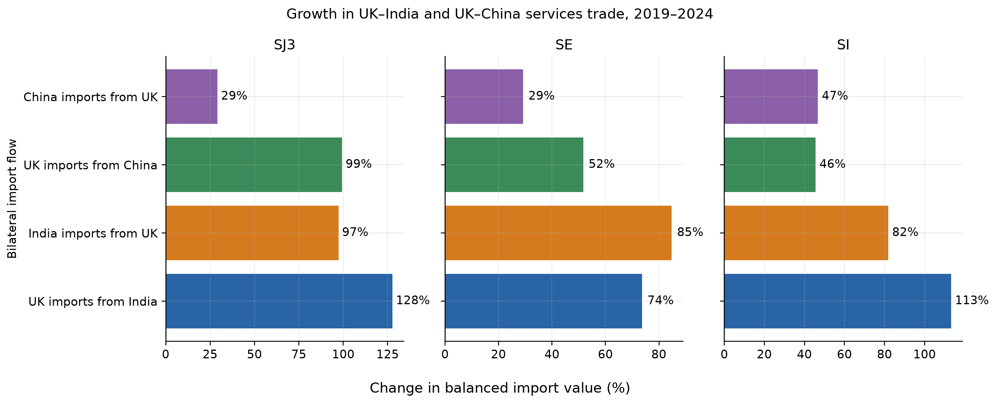 Growth in UK–India and UK–China services trade, 2019–2024
SJ3
SE
SI
Bilateral import flow
China imports from UK
29%
29%
47%
UK imports from China
99%
52%
46%
India imports from UK
97%
85%
82%
UK imports from India
128%
74%
113%
0 25 50 75 100 125
0 20 40 60 80
0 20 40 60 80 100
Change in balanced import value (%)